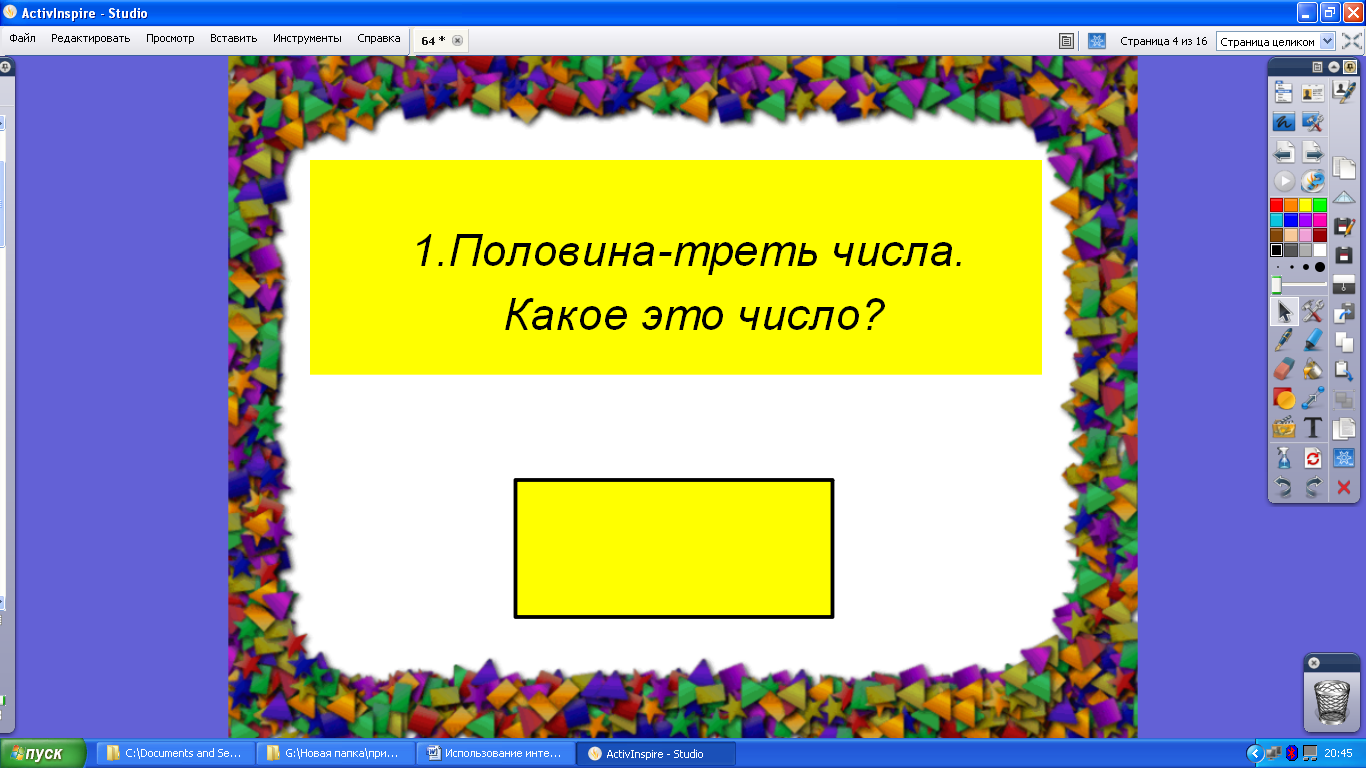 ActivInspire - Studio
Файл Редактировать Просмотр Вставить Инструменты Справка 64 * Страница 4 из 16 Страница целиком
1.Половина-треть числа.
Какое это число?
пуск C:\Documents and Se... G:\Новая папка\при... Использование инте... ActivInspire - Studio 20:45